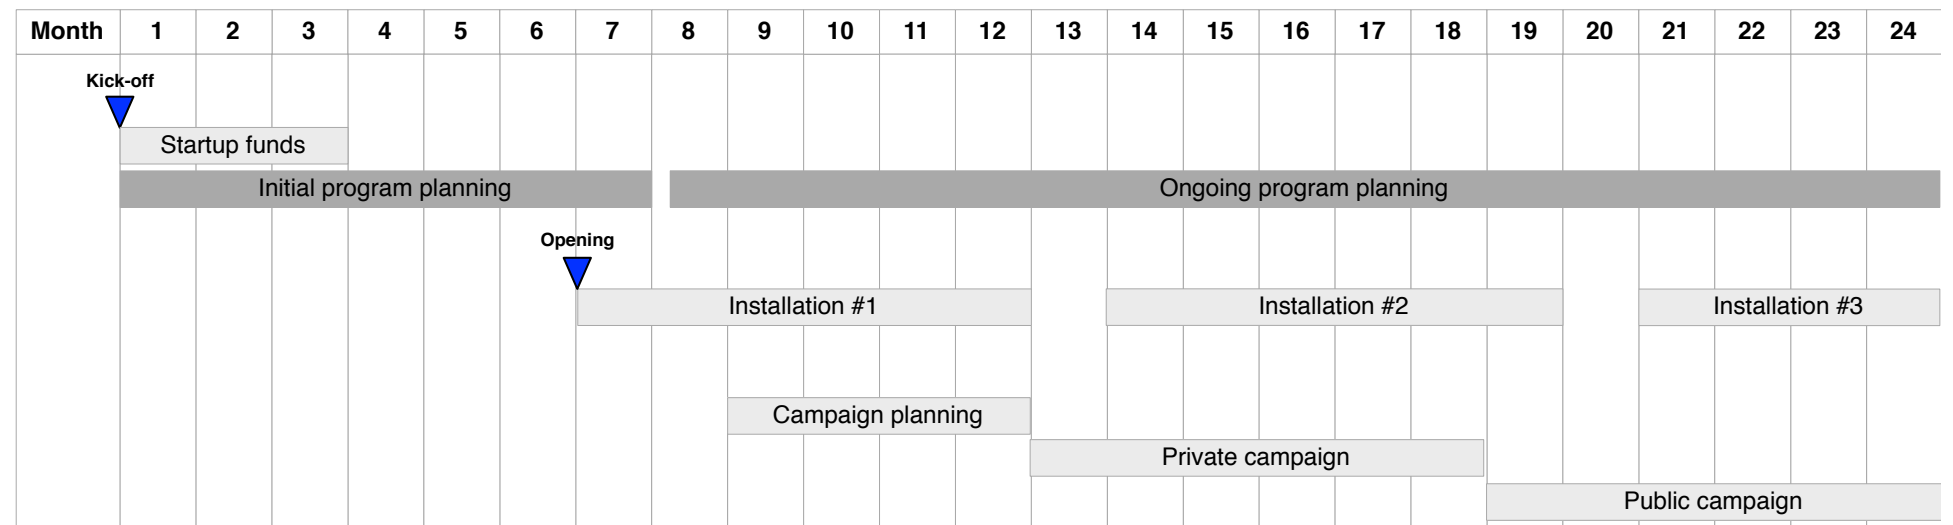 Month 1 2 3 4 5 6 7 8 9 10 11 12 13 14 15 16 17 18 19 20 21 22 23 24
Kick-off
Startup funds
Initial program planning Ongoing program planning
Opening
Installation #1 Installation #2 Installation #3
Campaign planning
Private campaign
Public campaign